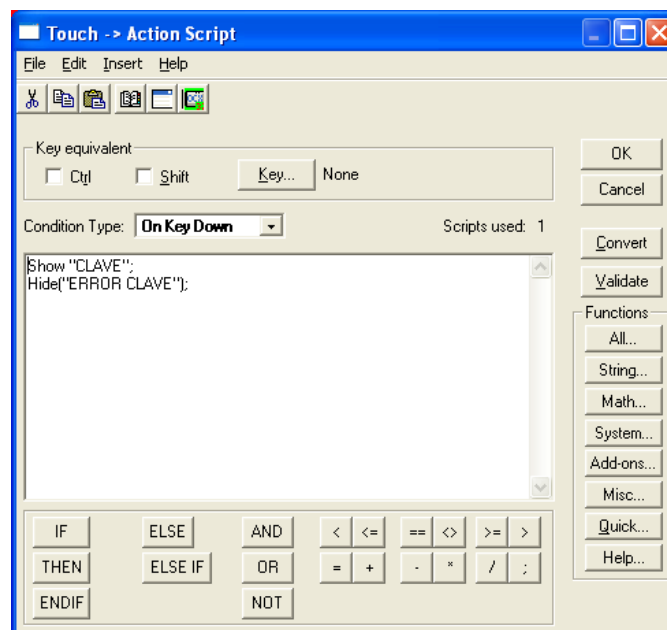 Touch -> Action Script
File Edit Insert Help
Key equivalent
Ctrl Shift Key... None
OK
Cancel
Condition Type: On Key Down Scripts used: 1
Convert
Show "CLAVE";
Hide("ERROR CLAVE");
Validate
Functions
All...
String...
Math...
System...
Add-ons...
Misc...
Quick...
Help...
IF ELSE AND < <= == <> >= >
THEN ELSE IF OR = + - * / ;
ENDIF NOT